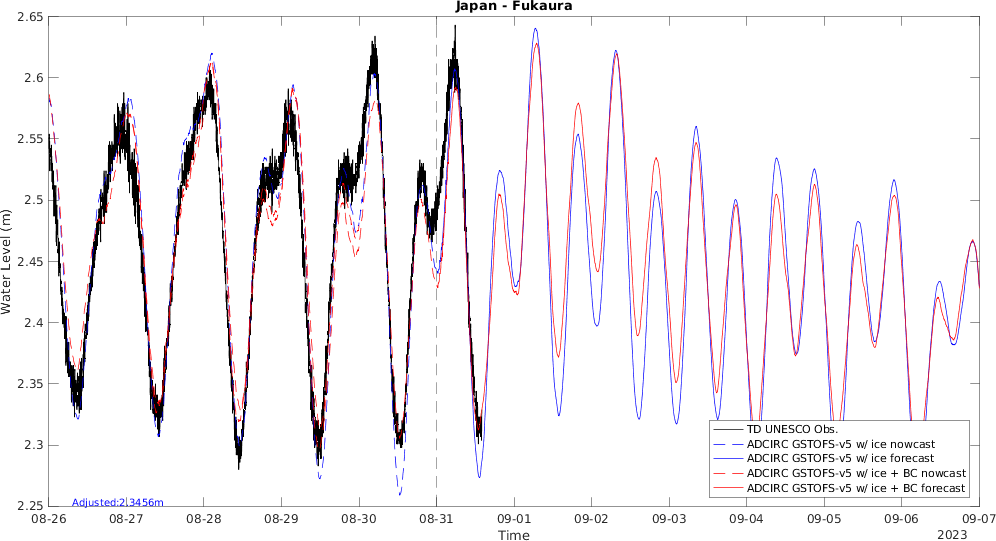 Japan - Fukaura
Water Level (m)
2.65
2.6
2.55
2.5
2.45
2.4
2.35
2.3
2.25
TD UNESCO Obs.
ADCIRC GSTOFS-v5 w/ ice nowcast
ADCIRC GSTOFS-v5 w/ ice forecast
ADCIRC GSTOFS-v5 w/ ice + BC nowcast
ADCIRC GSTOFS-v5 w/ ice + BC forecast
Adjusted:2.3456m
08-26 08-27 08-28 08-29 08-30 08-31 09-01 09-02 09-03 09-04 09-05 09-06 09-07
Time
2023